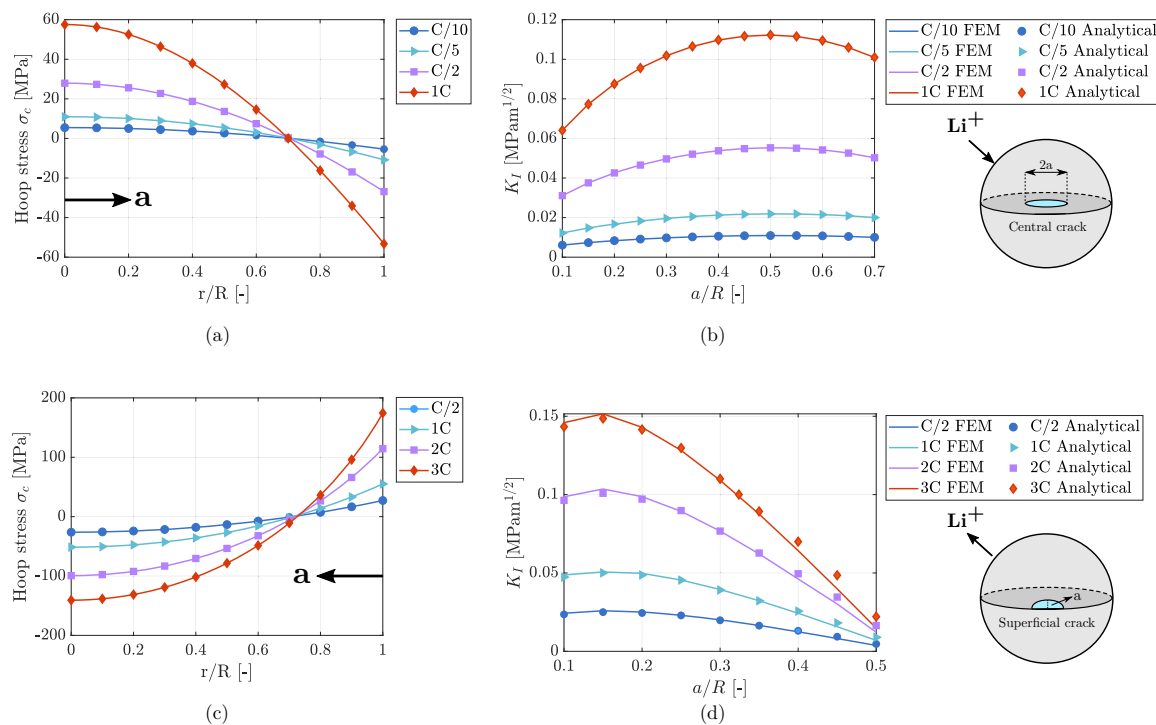 60
40
20
0
-20
-40
-60
Hoop stress σc [MPa]
a
0 0.2 0.4 0.6 0.8 1
r/R [-]
C/10
C/5
C/2
1C
(a)
0.12
0.1
0.08
0.06
0.04
0.02
0
KI [MPam1/2]
0.1 0.2 0.3 0.4 0.5 0.6 0.7
a/R [-]
(b)
C/10 FEM C/10 Analytical
C/5 FEM C/5 Analytical
C/2 FEM C/2 Analytical
1C FEM 1C Analytical
Li+
2a
Central crack
200
100
0
-100
-200
Hoop stress σc [MPa]
a
0 0.2 0.4 0.6 0.8 1
r/R [-]
C/2
1C
2C
3C
(c)
0.15
0.1
0.05
0
KI [MPam1/2]
0.1 0.2 0.3 0.4 0.5
a/R [-]
(d)
C/2 FEM C/2 Analytical
1C FEM 1C Analytical
2C FEM 2C Analytical
3C FEM 3C Analytical
Li+
a
Superficial crack